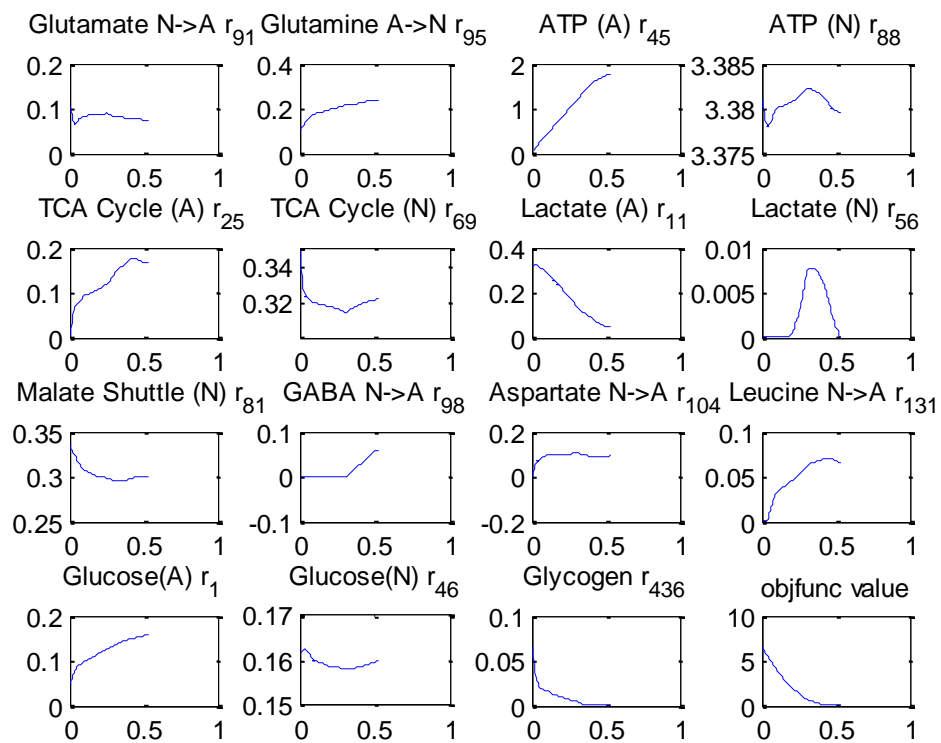 Glutamate N->A r91 Glutamine A->N r95 ATP (A) r45 ATP (N) r88
0.2 0.4 2 3.385
0.1 0.2 1 3.38
0 0 0 3.375
0 0.5 1 0 0.5 1 0 0.5 1 0 0.5 1
TCA Cycle (A) r25 TCA Cycle (N) r69 Lactate (A) r11 Lactate (N) r56
0.2 0.34 0.4 0.01
0.1 0.32 0.2 0.005
0 0 0
0 0.5 1 0 0.5 1 0 0.5 1 0 0.5 1
Malate Shuttle (N) r81 GABA N->A r98 Aspartate N->A r104 Leucine N->A r131
0.35 0.1 0.2 0.1
0.3 0 0 0.05
0.25 -0.1 -0.2 0
0 0.5 1 0 0.5 1 0 0.5 1 0 0.5 1
Glucose(A) r1 Glucose(N) r46 Glycogen r436 objfunc value
0.2 0.17 0.1 10
0.1 0.16 0.05 5
0 0.15 0 0
0 0.5 1 0 0.5 1 0 0.5 1 0 0.5 1